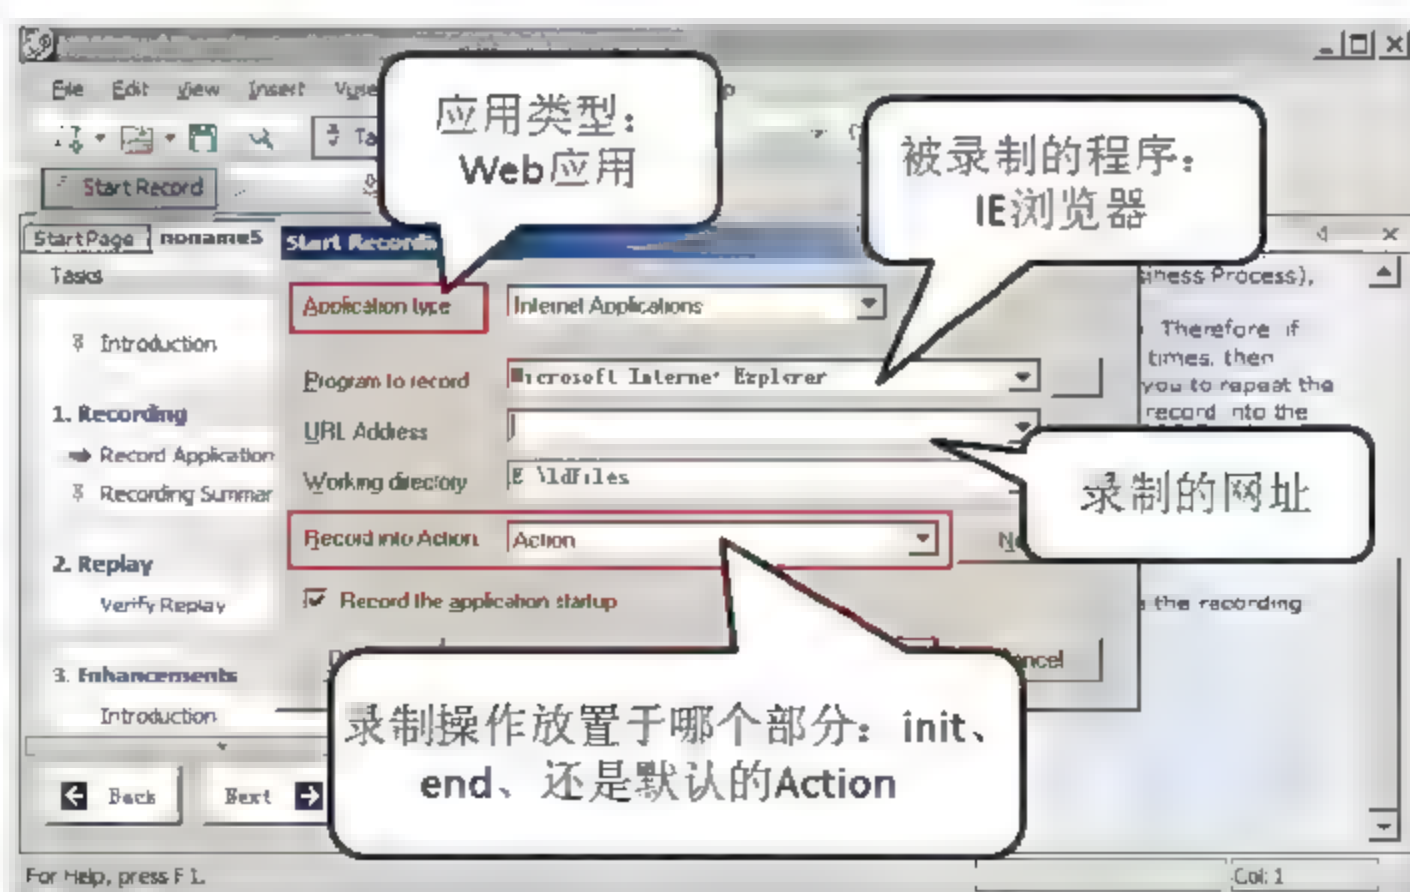 File Edit View Insert
应用类型：
Web应用
被录制的程序：
IE浏览器
Start Record
Start Page noname5
Tasks
Introduction
1. Recording
Record Application
Recording Summar
2. Replay
Verify Replay
3. Enhancements
Introduction
Back Next
Application type Internet Applications
Program to record Microsoft Internet Explorer
URL Address
Working directory
Record into Action Action
Record the application startup
录制的网址
录制操作放置于哪个部分：init、
end、还是默认的Action
Process),
Therefore if
times, then
you to repeat the
record into the
the recording
For Help, press F1.
Col: 1